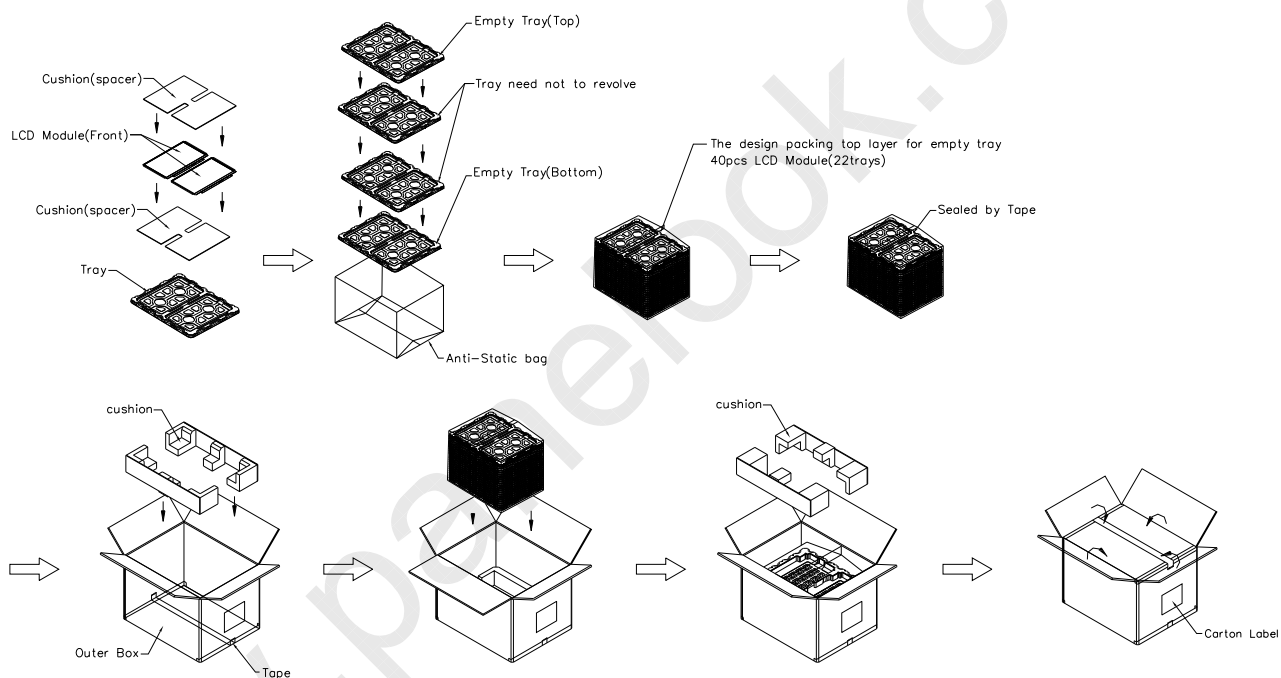 Empty Tray(Top)
Cushion(spacer)
Tray need not to revolve
LCD Module(Front)
The design packing top layer for empty tray
40pcs LCD Module(22trays)
Empty Tray(Bottom)
Cushion(spacer)
Sealed by Tape
Tray
Anti-Static bag
cushion
cushion
Outer Box
Tape
Carton Label
panelook.c